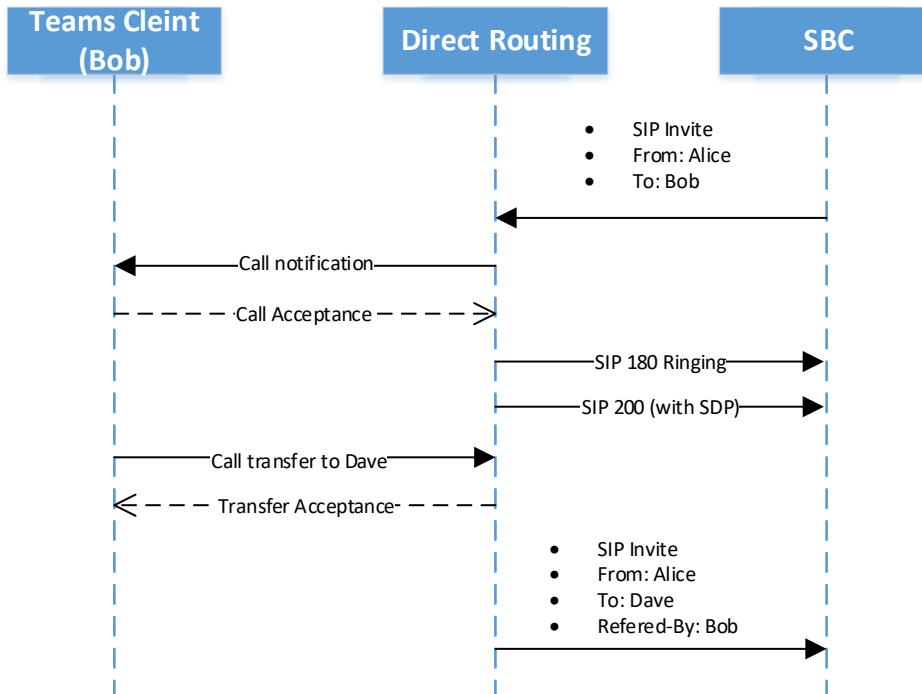 Teams Cleint
(Bob)
Direct Routing
SBC
• SIP Invite
• From: Alice
• To: Bob
Call notification
Call Acceptance
SIP 180 Ringing
SIP 200 (with SDP)
Call transfer to Dave
Transfer Acceptance
• SIP Invite
• From: Alice
• To: Dave
• Refered-By: Bob